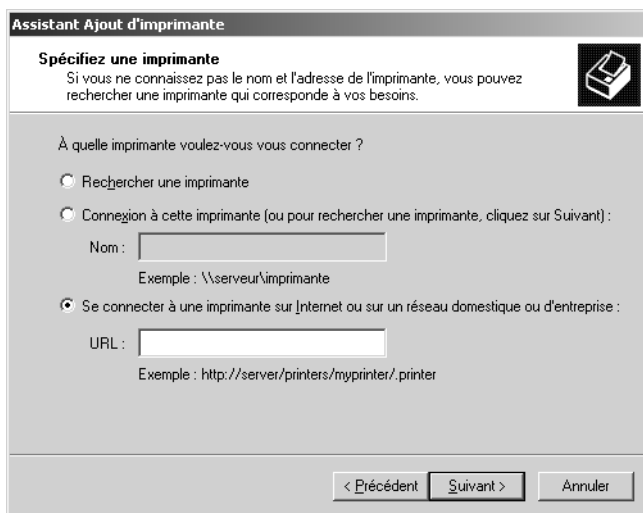 Assistant Ajout d'imprimante
Spécifiez une imprimante
Si vous ne connaissez pas le nom et l'adresse de l'imprimante, vous pouvez
rechercher une imprimante qui corresponde à vos besoins.
À quelle imprimante voulez-vous vous connecter ?
Rechercher une imprimante
Connexion à cette imprimante (ou pour rechercher une imprimante, cliquez sur Suivant) :
Nom :
Exemple : \\serveur\imprimante
Se connecter à une imprimante sur Internet ou sur un réseau domestique ou d'entreprise :
URL :
Exemple : http://server/printers/myprinter/.printer
< Précédent Suivant > Annuler